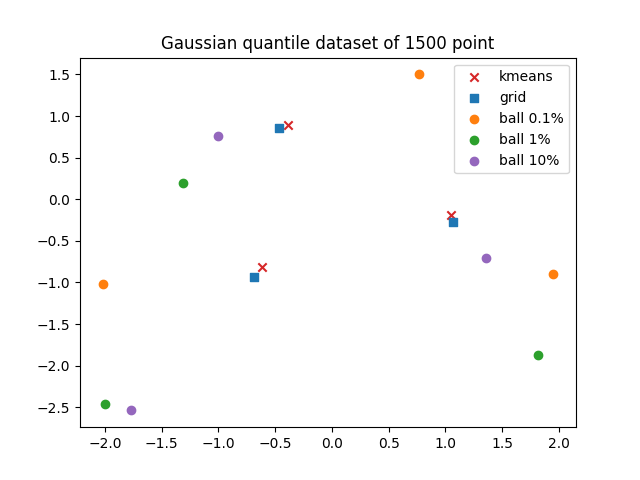 Gaussian quantile dataset of 1500 point
kmeans
grid
ball 0.1%
ball 1%
ball 10%
1.5
1.0
0.5
0.0
−0.5
−1.0
−1.5
−2.0
−2.5
−2.0 −1.5 −1.0 −0.5 0.0 0.5 1.0 1.5 2.0